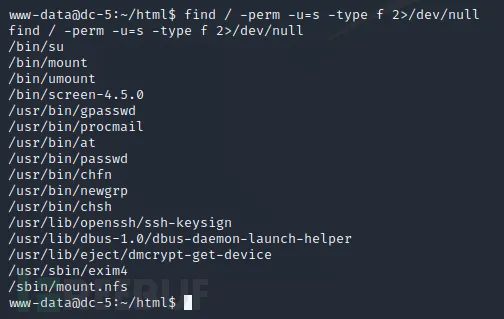 www-data@dc-5:~/html$ find / -perm -u=s -type f 2>/dev/null
find / -perm -u=s -type f 2>/dev/null
/bin/su
/bin/mount
/bin/umount
/bin/screen-4.5.0
/usr/bin/gpasswd
/usr/bin/procmail
/usr/bin/at
/usr/bin/passwd
/usr/bin/chfn
/usr/bin/newgrp
/usr/bin/chsh
/usr/lib/openssh/ssh-keysign
/usr/lib/dbus-1.0/dbus-daemon-launch-helper
/usr/lib/eject/dmcrypt-get-device
/usr/sbin/exim4
/sbin/mount.nfs
www-data@dc-5:~/html$